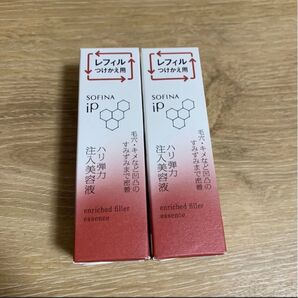 レフィル
つけかえ用
SOFINA
iP
毛穴・キメなど凹凸の
すみずみまで密着
ハリ弾力
注入美容液
enriched filler
essence
レフィル
つけかえ用
SOFINA
iP
毛穴・キメなど凹凸の
すみずみまで密着
ハリ弾力
注入美容液
enriched filler
essence